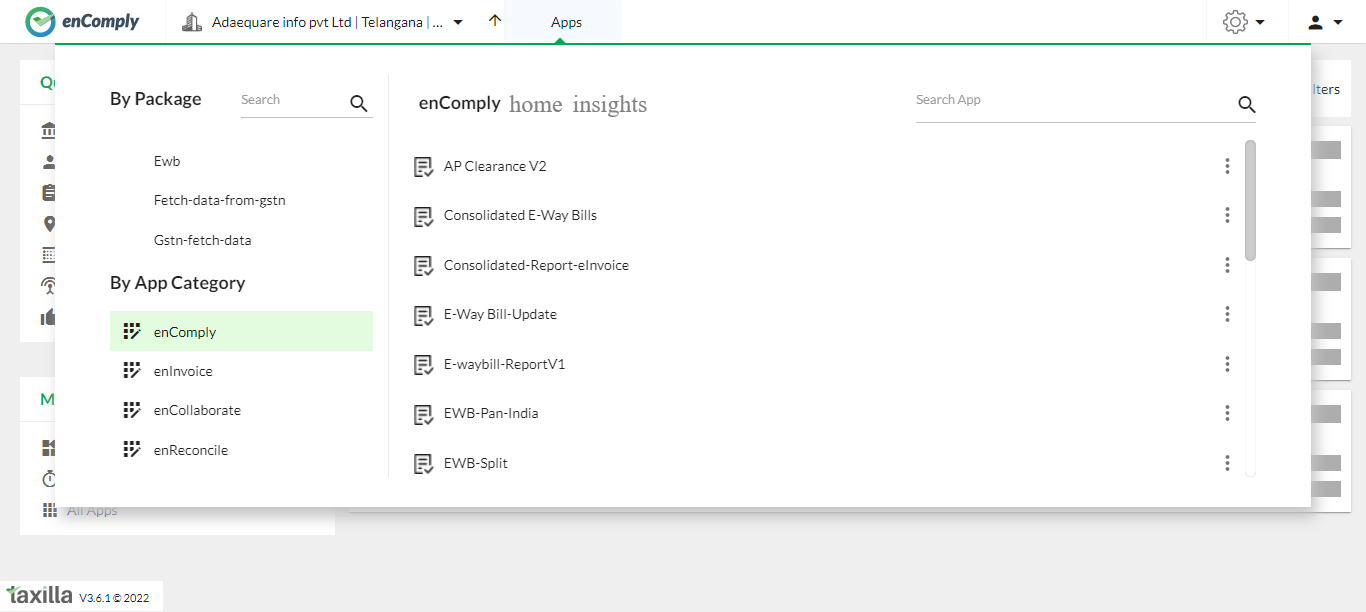 enComply
Adaequare info pvt Ltd | Telangana | ...
Apps
Qu
lters
By Package
Search
enComply home insights
Search App
Ewb
Fetch-data-from-gstn
Gstn-fetch-data
By App Category
enComply
enInvoice
enCollaborate
enReconcile
AP Clearance V2
Consolidated E-Way Bills
Consolidated-Report-eInvoice
E-Way Bill-Update
E-waybill-ReportV1
EWB-Pan-India
EWB-Split
M
All Apps
taxilla V3.6.1 © 2022